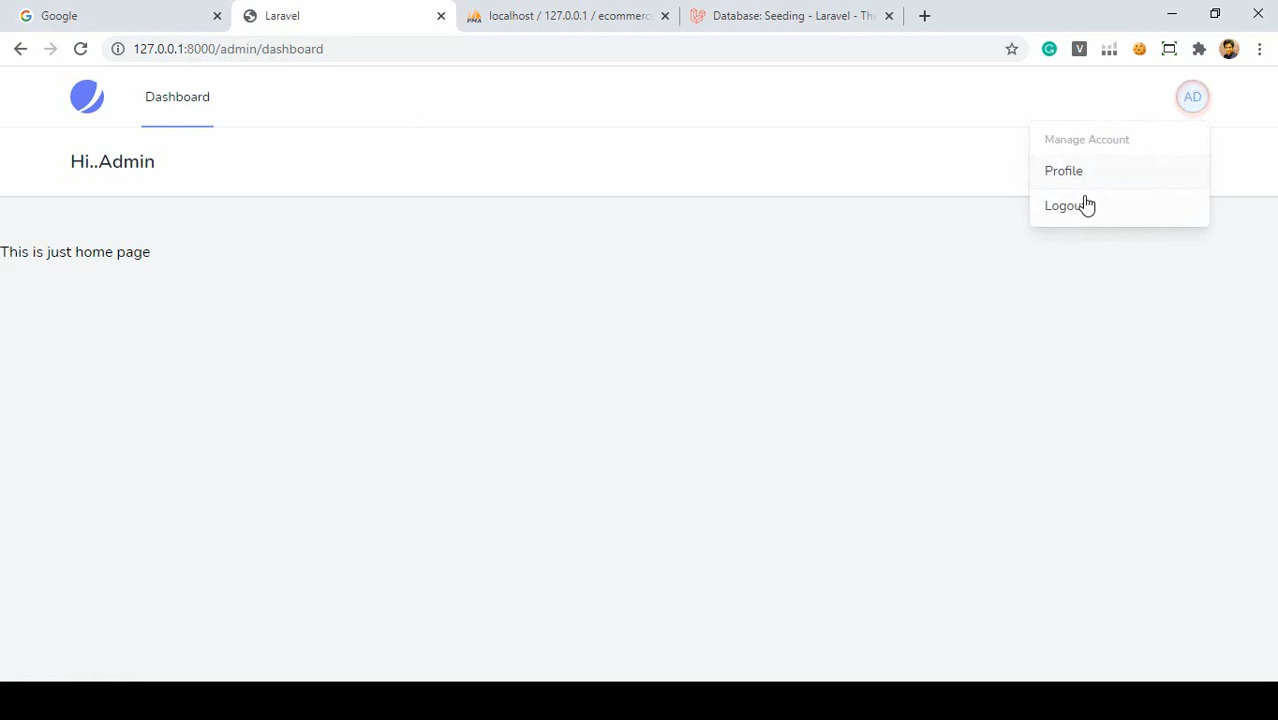 Google
Laravel
localhost / 127.0.0.1 / ecommerc
Database: Seeding - Laravel - The
127.0.0.1:8000/admin/dashboard
Dashboard
AD
Manage Account
Hi..Admin
Profile
Logout
This is just home page